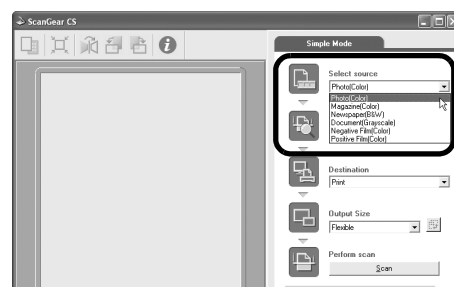 ScanGear CS
Simple Mode
Select source
Photo(Color)
Photo(Color)
Magazine(Color)
Newspaper(B&W)
Document(Grayscale)
Negative Film(Color)
Positive Film(Color)
Destination
Print
Output Size
Flexible
Perform scan
Scan